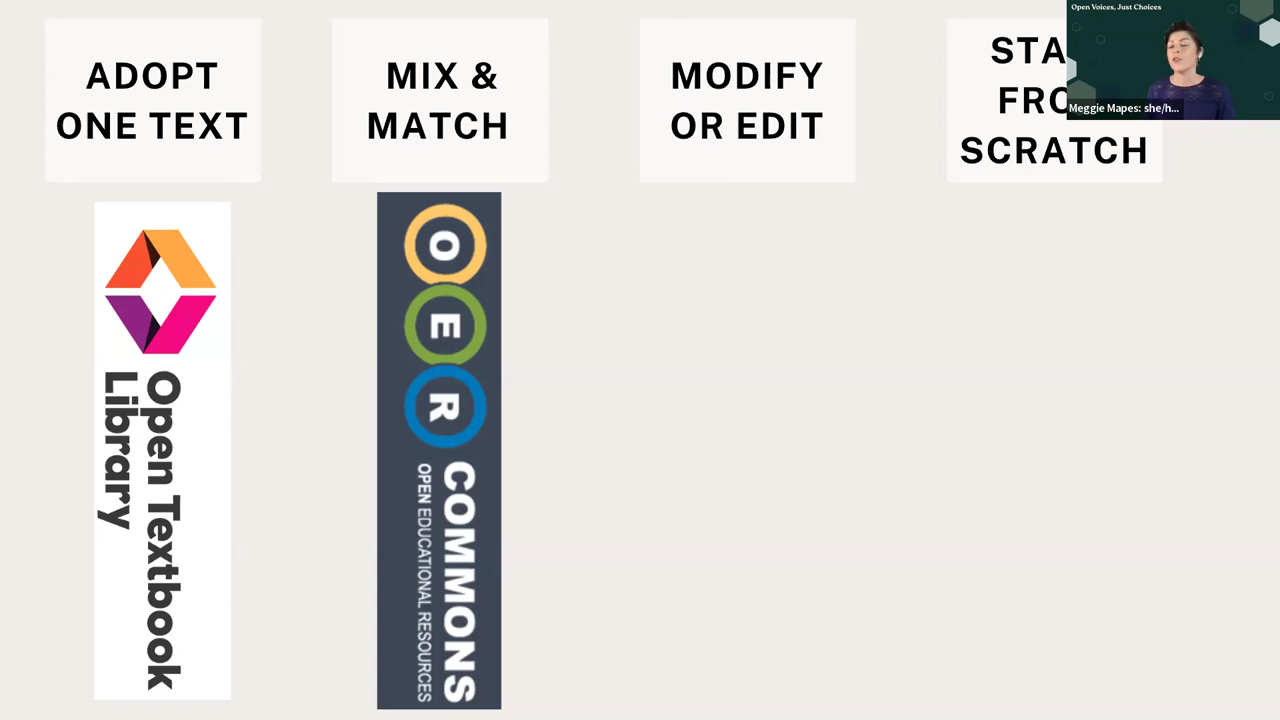 ADOPT
ONE TEXT
MIX &
MATCH
MODIFY
OR EDIT
STA
FRO
SCRATCH
Open Voices, Just Choices
Meggie Mapes: she/h...
Open Textbook
Library
O
E
R
COMMONS
OPEN EDUCATIONAL RESOURCES